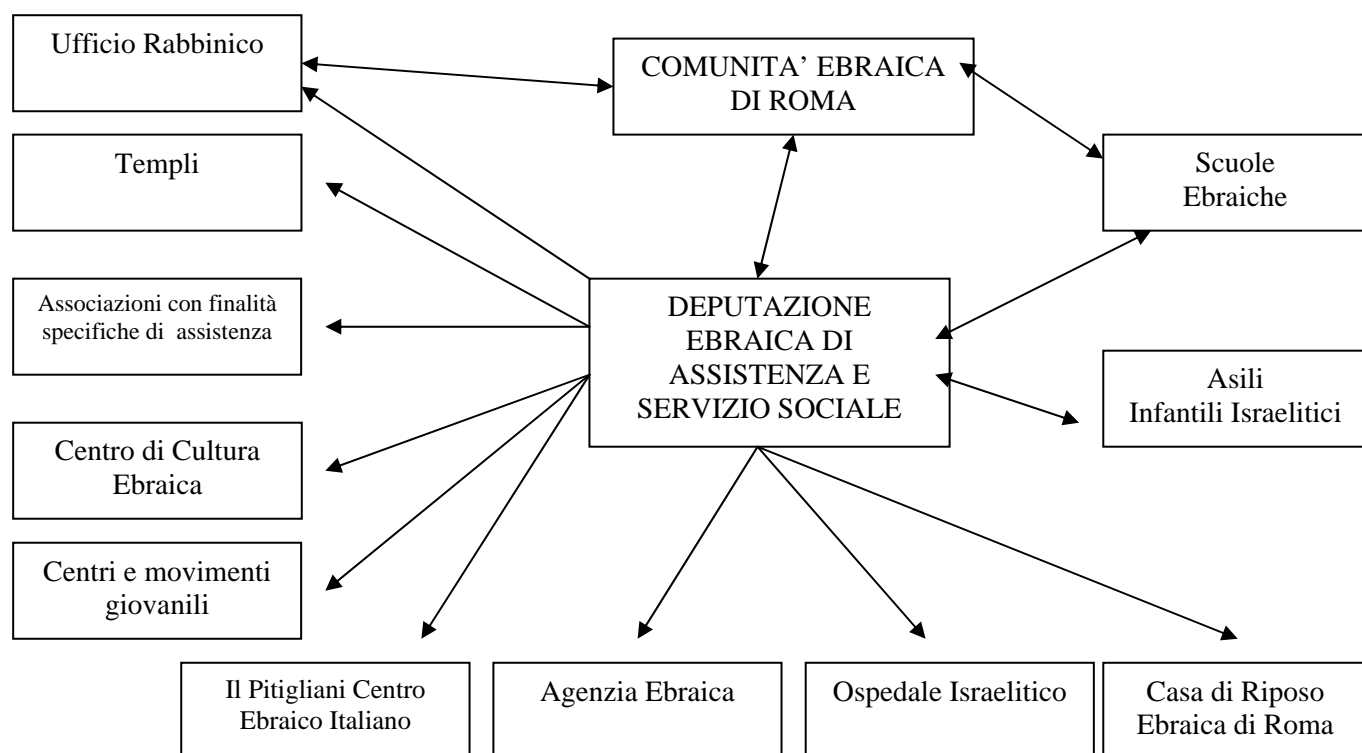 Ufficio Rabbinico
COMUNITA’ EBRAICA
DI ROMA
Templi
Scuole
Ebraiche
Associazioni con finalità
specifiche di assistenza
DEPUTAZIONE
EBRAICA DI
ASSISTENZA E
SERVIZIO SOCIALE
Asili
Infantili Israelitici
Centro di Cultura
Ebraica
Centri e movimenti
giovanili
Il Pitigliani Centro
Ebraico Italiano
Agenzia Ebraica
Ospedale Israelitico
Casa di Riposo
Ebraica di Roma